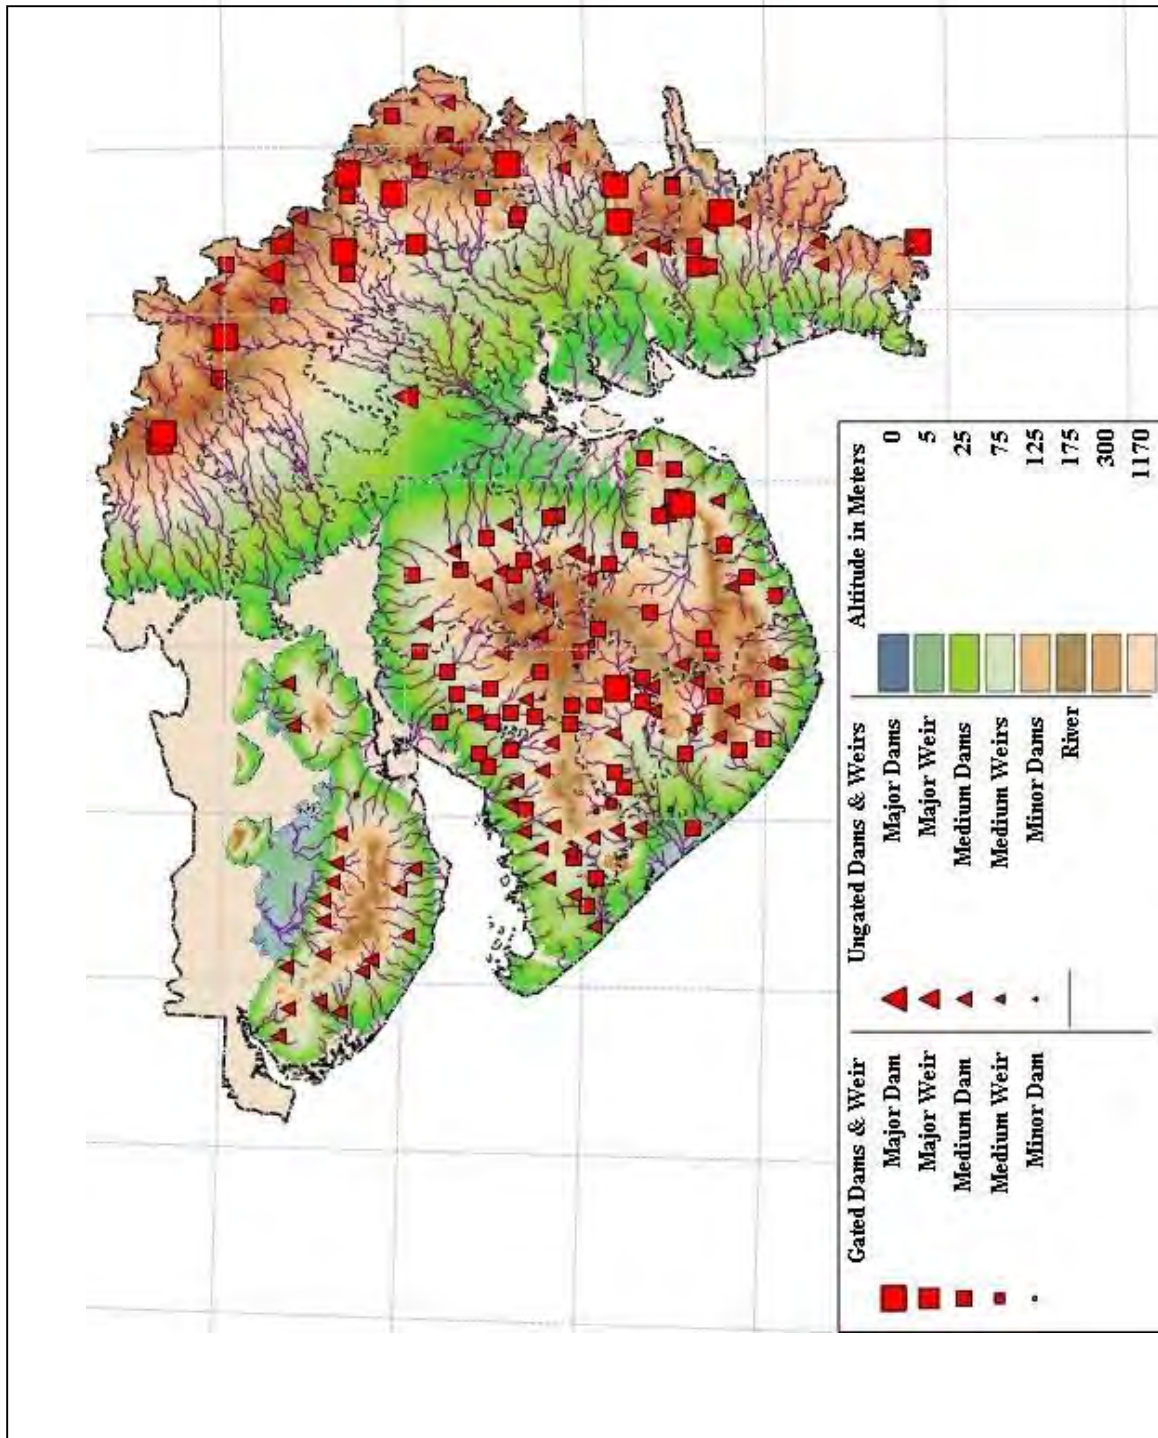 Gated Dams & Weir
Major Dam
Major Weir
Medium Dam
Medium Weir
Minor Dam
Ungated Dams & Weirs
Major Dams
Major Weir
Medium Dams
Medium Weirs
Minor Dams
River
Altitude in Meters
0
5
25
75
125
175
300
1170